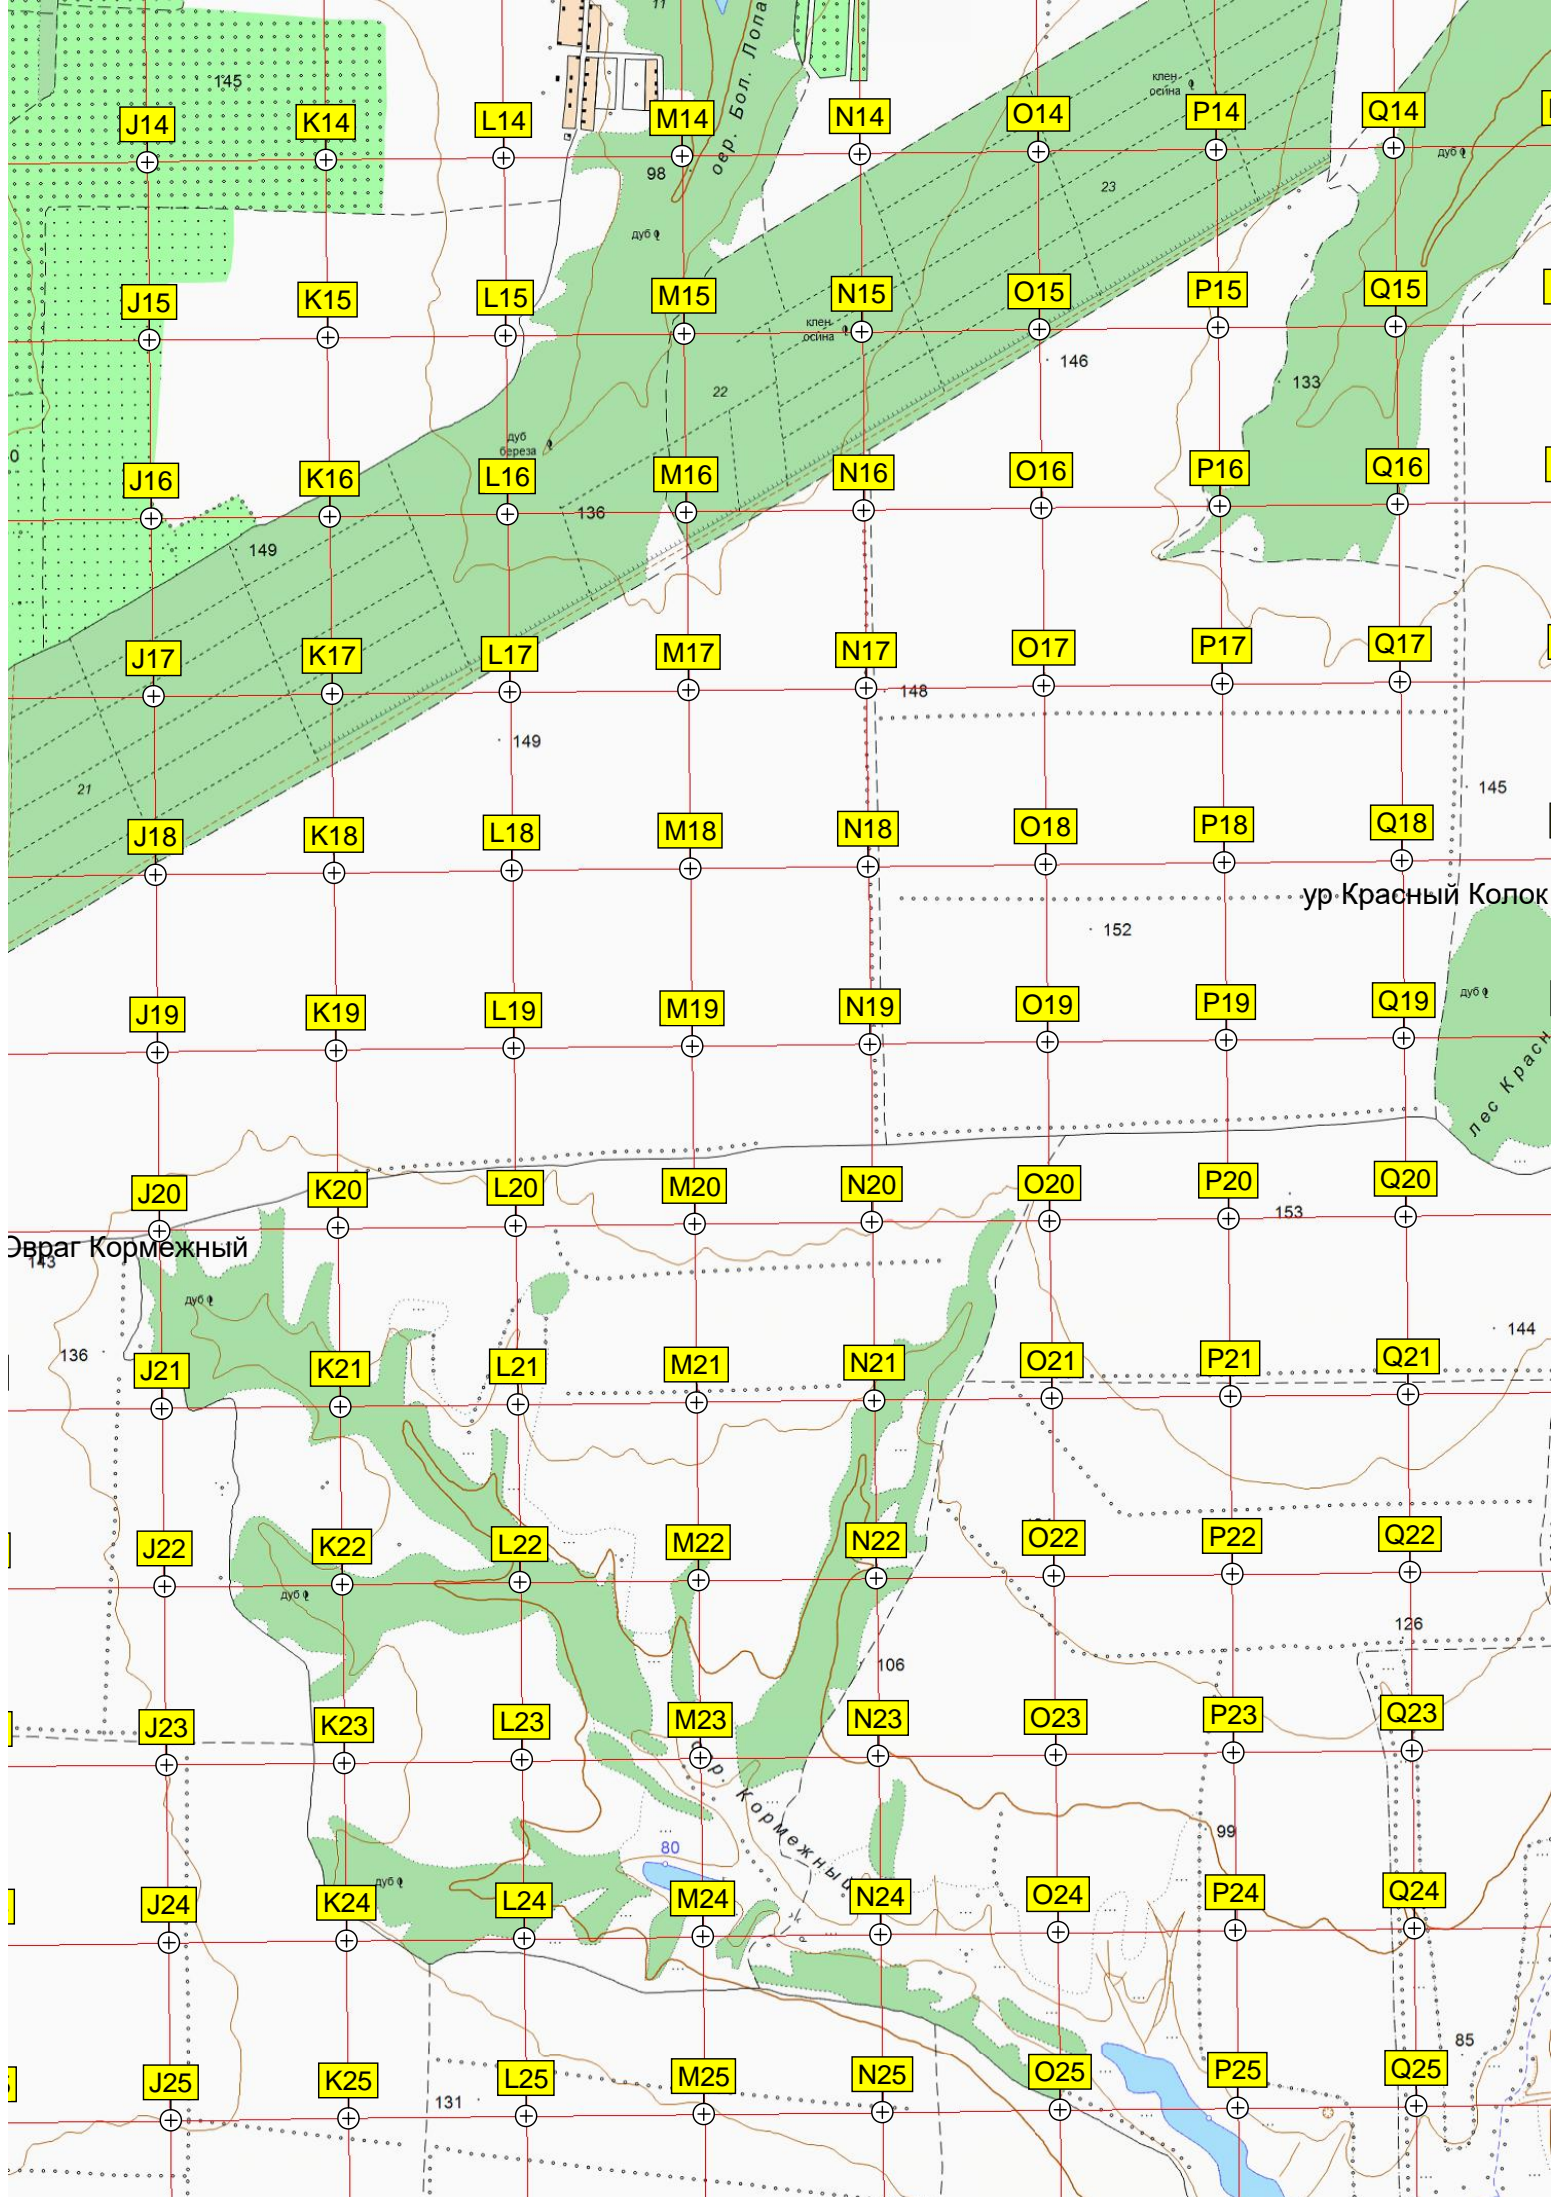 11
145
овр. Бол. Лопа
клен
осина
J14 K14 L14 M14 N14 O14 P14 Q14
дуб
98
23
дуб
J15 K15 L15 M15 N15 O15 P15 Q15
клен
осина
146
22
133
дуб
береза
J16 K16 L16 M16 N16 O16 P16 Q16
136
149
J17 K17 L17 M17 N17 O17 P17 Q17
148
149
21
145
J18 K18 L18 M18 N18 O18 P18 Q18
ур Красный Колок
152
дуб
J19 K19 L19 M19 N19 O19 P19 Q19
лес Красн
J20 K20 L20 M20 N20 O20 P20 Q20
153
Овраг Кормежный
143
дуб
144
136
J21 K21 L21 M21 N21 O21 P21 Q21
J22 K22 L22 M22 N22 O22 P22 Q22
дуб
126
106
J23 K23 L23 M23 N23 O23 P23 Q23
овр. Кормежный
99
80
дуб
J24 K24 L24 M24 N24 O24 P24 Q24
85
J25 K25 L25 M25 N25 O25 P25 Q25
131